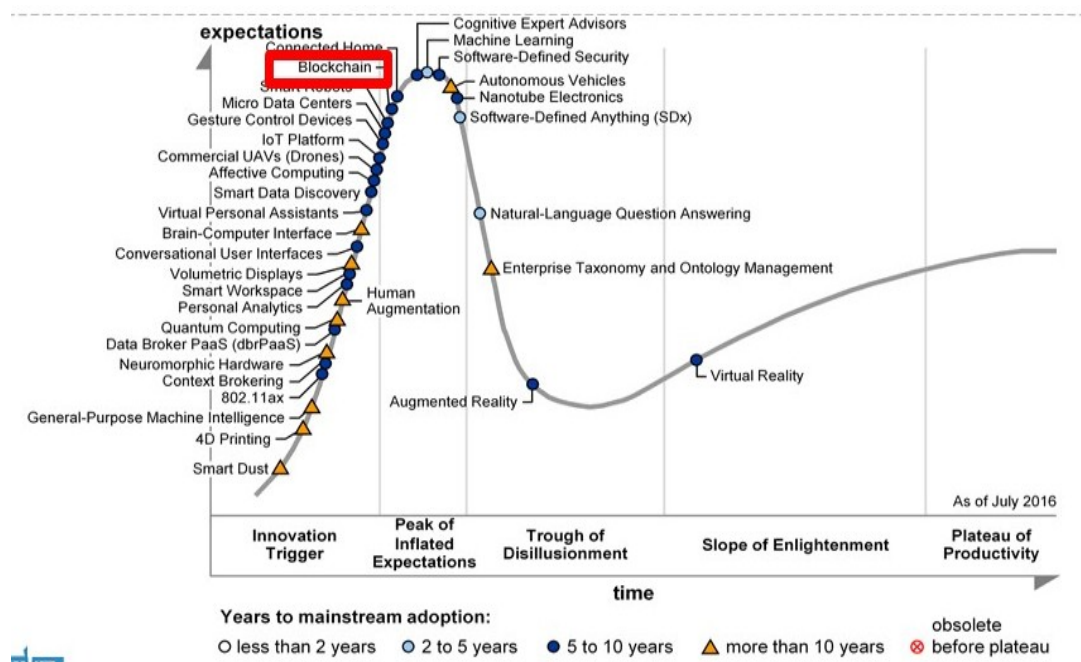 expectations
Connected Home
Blockchain
Smart Robots
Micro Data Centers
Gesture Control Devices
IoT Platform
Commercial UAVs (Drones)
Affective Computing
Smart Data Discovery
Virtual Personal Assistants
Brain-Computer Interface
Conversational User Interfaces
Volumetric Displays
Smart Workspace
Personal Analytics
Quantum Computing
Data Broker PaaS (dbrPaaS)
Neuromorphic Hardware
Context Brokering
802.11ax
General-Purpose Machine Intelligence
4D Printing
Smart Dust
Human
Augmentation
Cognitive Expert Advisors
Machine Learning
Software-Defined Security
Autonomous Vehicles
Nanotube Electronics
Software-Defined Anything (SDx)
Natural-Language Question Answering
Enterprise Taxonomy and Ontology Management
Augmented Reality
Virtual Reality
As of July 2016
Innovation
Trigger
Peak of
Inflated
Expectations
Trough of
Disillusionment
Slope of Enlightenment
Plateau of
Productivity
time
Years to mainstream adoption:
less than 2 years
2 to 5 years
5 to 10 years
more than 10 years
obsolete
before plateau